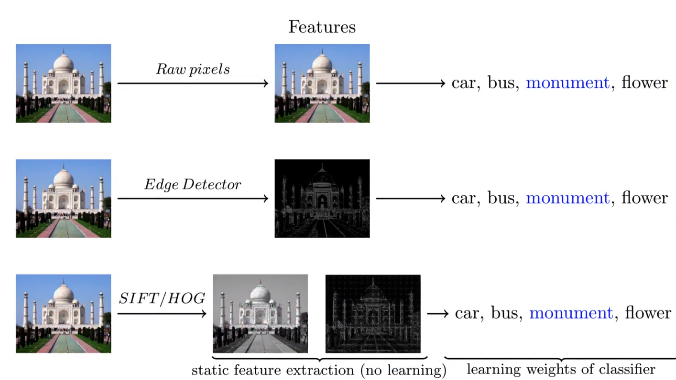 Features
Raw pixels
car, bus, monument, flower
Edge Detector
car, bus, monument, flower
SIFT/HOG
car, bus, monument, flower
static feature extraction (no learning)
learning weights of classifier